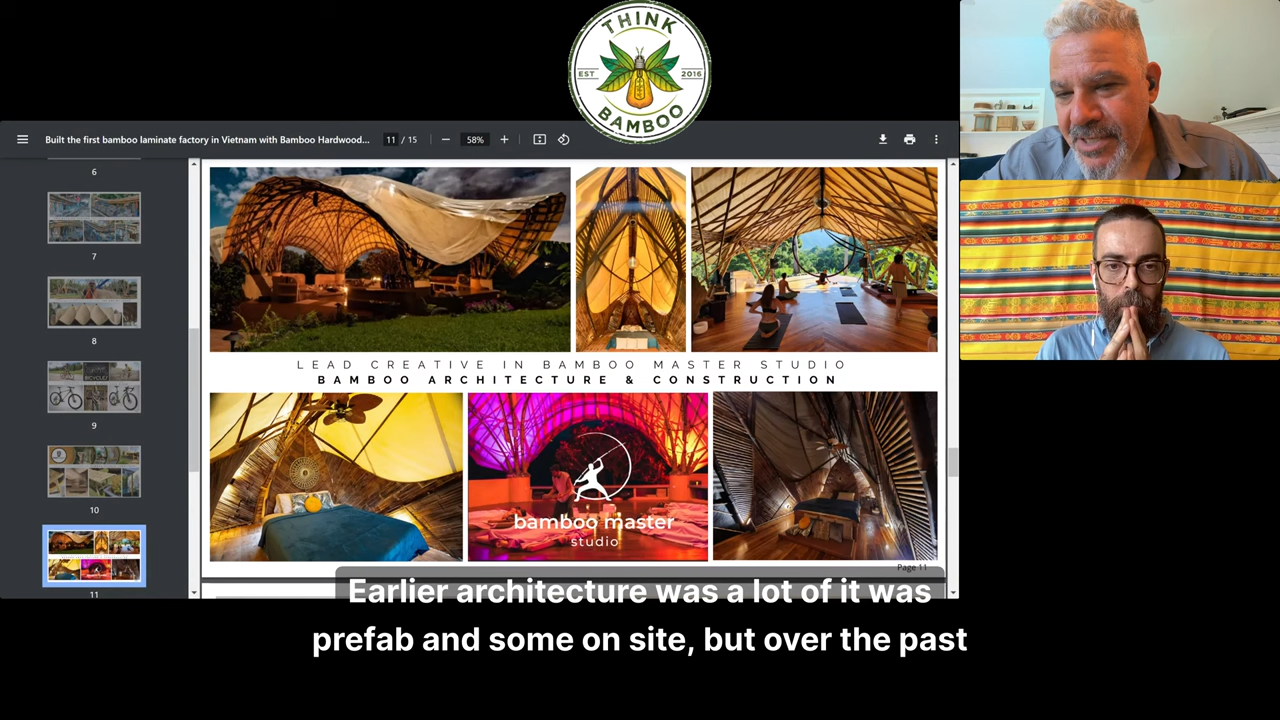 THINK
EST 2016
BAMBOO
Built the first bamboo laminate factory in Vietnam with Bamboo Hardwood...
11 / 15
58%
6
7
8
9
10
11
LEAD CREATIVE IN BAMBOO MASTER STUDIO
BAMBOO ARCHITECTURE & CONSTRUCTION
bamboo master
studio
Page 11
Earlier architecture was a lot of it was
prefab and some on site, but over the past